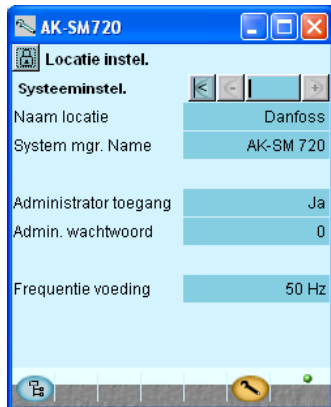 AK-SM720
Locatie instel.
Systeeminstel.
Naam locatie Danfoss
System mgr. Name AK-SM 720
Administrator toegang Ja
Admin. wachtwoord 0
Frequentie voeding 50 Hz